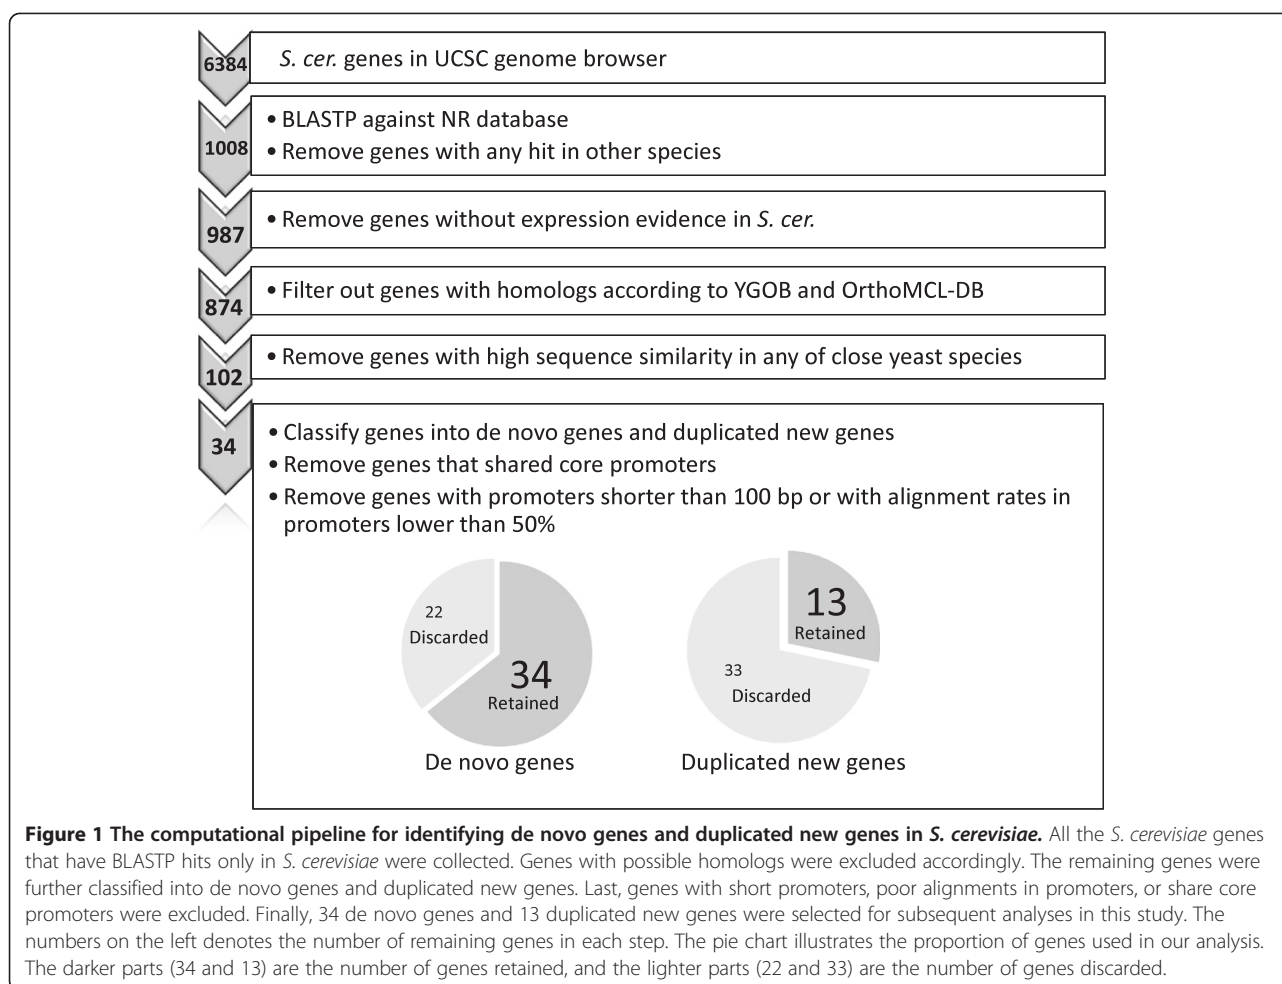 6384
S. cer. genes in UCSC genome browser
1008
• BLASTP against NR database
• Remove genes with any hit in other species
987
• Remove genes without expression evidence in S. cer.
874
• Filter out genes with homologs according to YGOB and OrthoMCL-DB
102
• Remove genes with high sequence similarity in any of close yeast species
34
• Classify genes into de novo genes and duplicated new genes
• Remove genes that shared core promoters
• Remove genes with promoters shorter than 100 bp or with alignment rates in
promoters lower than 50%
22
Discarded
34
Retained
De novo genes
13
Retained
33
Discarded
Duplicated new genes
Figure 1 The computational pipeline for identifying de novo genes and duplicated new genes in S. cerevisiae. All the S. cerevisiae genes
that have BLASTP hits only in S. cerevisiae were collected. Genes with possible homologs were excluded accordingly. The remaining genes were
further classified into de novo genes and duplicated new genes. Last, genes with short promoters, poor alignments in promoters, or share core
promoters were excluded. Finally, 34 de novo genes and 13 duplicated new genes were selected for subsequent analyses in this study. The
numbers on the left denotes the number of remaining genes in each step. The pie chart illustrates the proportion of genes used in our analysis.
The darker parts (34 and 13) are the number of genes retained, and the lighter parts (22 and 33) are the number of genes discarded.